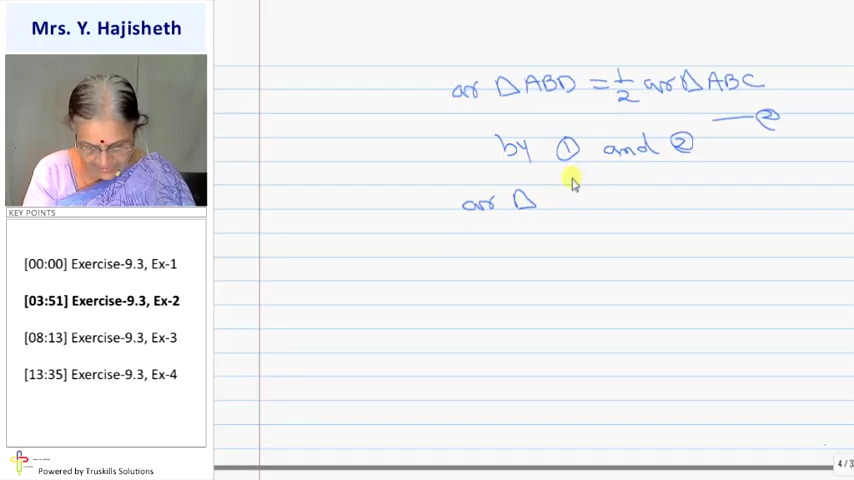 Mrs. Y. Hajisheth
KEY POINTS
[00:00] Exercise-9.3, Ex-1
[03:51] Exercise-9.3, Ex-2
[08:13] Exercise-9.3, Ex-3
[13:35] Exercise-9.3, Ex-4
Powered by Truskills Solutions
ar △ABD = 1/2 ar △ABC
—②
by ① and ②
ar △
4 / 3